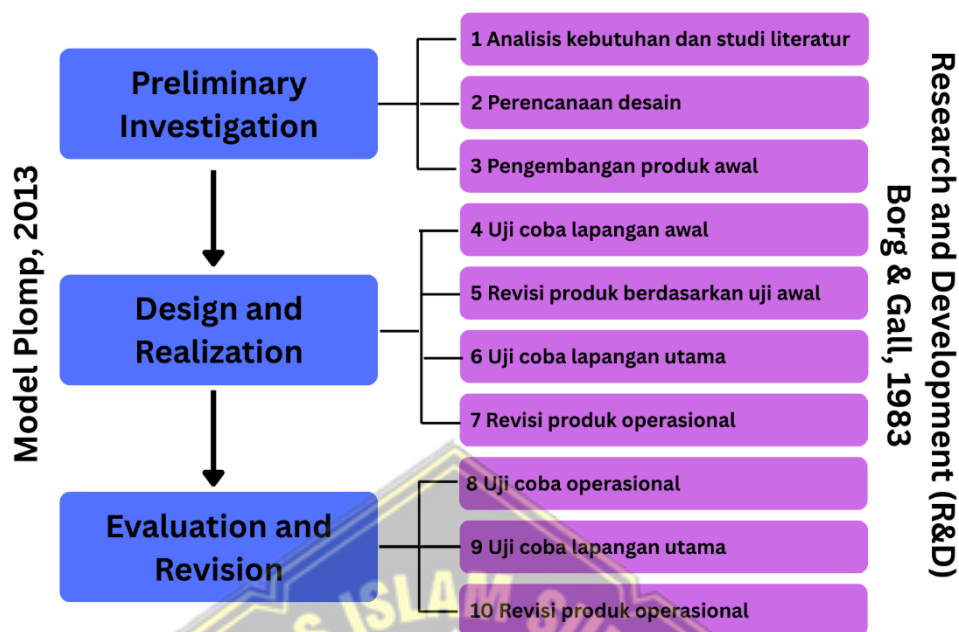 Model Plomp, 2013
Preliminary
Investigation
1 Analisis kebutuhan dan studi literatur
2 Perencanaan desain
3 Pengembangan produk awal
Design and
Realization
4 Uji coba lapangan awal
5 Revisi produk berdasarkan uji awal
6 Uji coba lapangan utama
7 Revisi produk operasional
Evaluation and
Revision
8 Uji coba operasional
9 Uji coba lapangan utama
10 Revisi produk operasional
Research and Development (R&D)
Borg & Gall, 1983
ISLAM